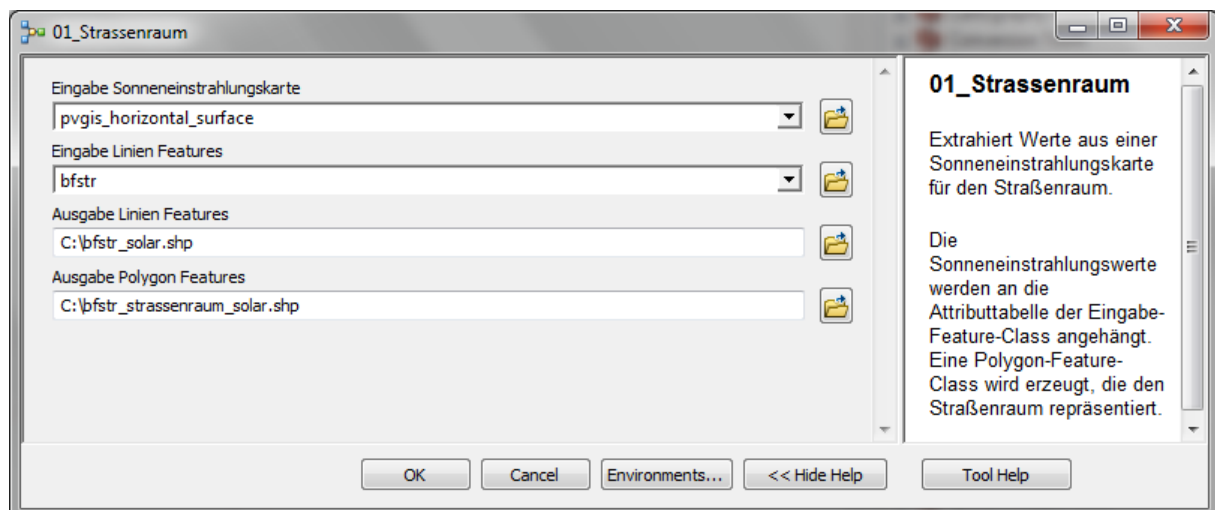 01_Strassenraum
Eingabe Sonneneinstrahlungskarte
pvgis_horizontal_surface
Eingabe Linien Features
bfstr
Ausgabe Linien Features
C:\bfstr_solar.shp
Ausgabe Polygon Features
C:\bfstr_strassenraum_solar.shp
01_Strassenraum
Extrahiert Werte aus einer
Sonneneinstrahlungskarte
für den Straßenraum.
Die
Sonneneinstrahlungswerte
werden an die
Attributtabelle der Eingabe-
Feature-Class angehängt.
Eine Polygon-Feature-
Class wird erzeugt, die den
Straßenraum repräsentiert.
OK
Cancel
Environments...
<< Hide Help
Tool Help